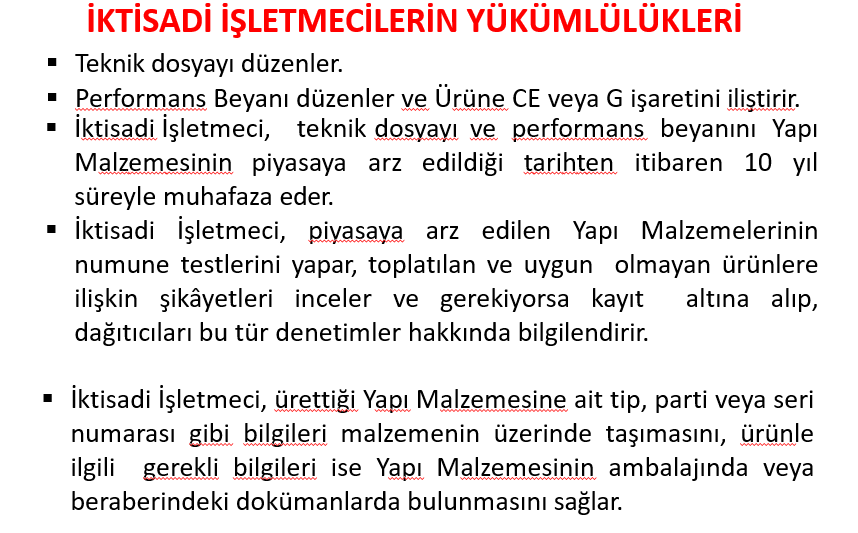 İKTİSADİ İŞLETMECİLERİN YÜKÜMLÜLÜKLERİ
▪ Teknik dosyayı düzenler.
▪ Performans Beyanı düzenler ve Ürüne CE veya G işaretini iliştirir.
▪ İktisadi İşletmeci, teknik dosyayı ve performans beyanını Yapı
Malzemesinin piyasaya arz edildiği tarihten itibaren 10 yıl
süreyle muhafaza eder.
▪ İktisadi İşletmeci, piyasaya arz edilen Yapı Malzemelerinin
numune testlerini yapar, toplatılan ve uygun olmayan ürünlere
ilişkin şikâyetleri inceler ve gerekiyorsa kayıt altına alıp,
dağıtıcıları bu tür denetimler hakkında bilgilendirir.
▪ İktisadi İşletmeci, ürettiği Yapı Malzemesine ait tip, parti veya seri
numarası gibi bilgileri malzemenin üzerinde taşımasını, ürünle
ilgili gerekli bilgileri ise Yapı Malzemesinin ambalajında veya
beraberindeki dokümanlarda bulunmasını sağlar.